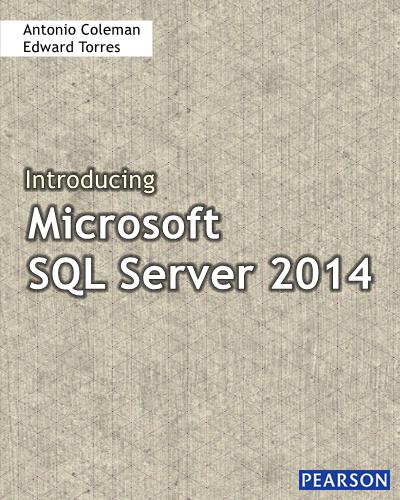 Antonio Coleman
Edward Torres
Introducing
Microsoft
SQL Server 2014
PEARSON